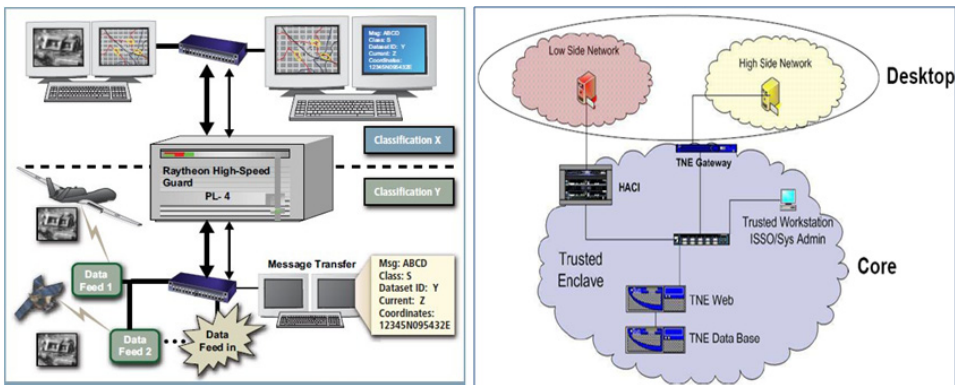 Msg: ABCD
Class: S
Dataset ID: Y
Current: Z
Coordinates:
12345N095432E
Classification X
Raytheon High-Speed
Guard
PL- 4
Classification Y
Message Transfer
Msg: ABCD
Class: S
Dataset ID: Y
Current: Z
Coordinates:
12345N095432E
Data
Feed 1
Data
Feed 2
Data
Feed in
Low Side Network
High Side Network
Desktop
TNE Gateway
HACI
Trusted Workstation
ISSO/Sys Admin
Trusted
Enclave
Core
TNE Web
TNE Data Base